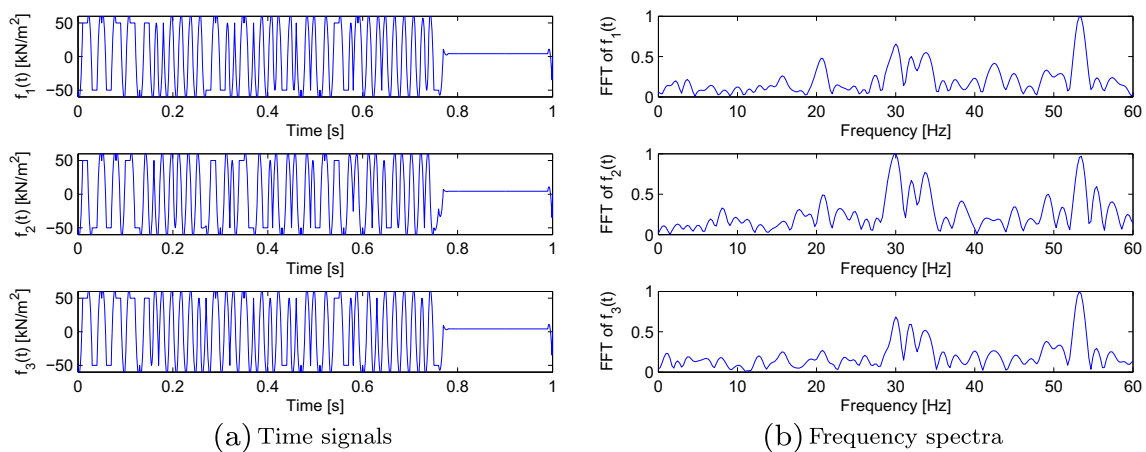 f1(t) [kN/m²]
50
0
−50
0 0.2 0.4 0.6 0.8 1
Time [s]
f2(t) [kN/m²]
50
0
−50
0 0.2 0.4 0.6 0.8 1
Time [s]
f3(t) [kN/m²]
50
0
−50
0 0.2 0.4 0.6 0.8 1
Time [s]
(a) Time signals
FFT of f1(t)
1
0.5
0
0 10 20 30 40 50 60
Frequency [Hz]
FFT of f2(t)
1
0.5
0
0 10 20 30 40 50 60
Frequency [Hz]
FFT of f3(t)
1
0.5
0
0 10 20 30 40 50 60
Frequency [Hz]
(b) Frequency spectra